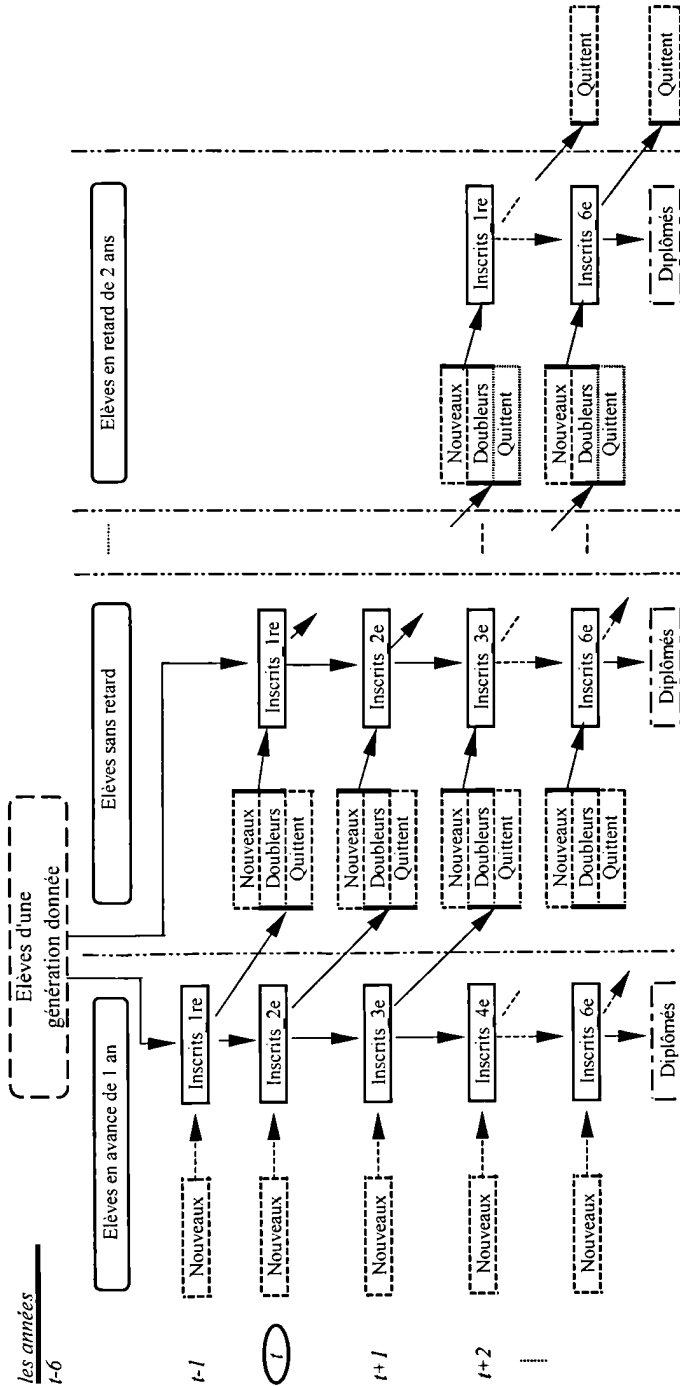 les années
t-6
Elèves d'une
génération donnée
Elèves en avance de 1 an
Elèves sans retard
Elèves en retard de 2 ans
t-1
Nouveaux
Inscrits 1re
t
Nouveaux
Inscrits 2e
Nouveaux
Doubleurs
Quittent
Inscrits 1re
t+1
Nouveaux
Inscrits 3e
Nouveaux
Doubleurs
Quittent
Inscrits 2e
t+2
Nouveaux
Inscrits 4e
Nouveaux
Doubleurs
Quittent
Inscrits 3e
Nouveaux
Doubleurs
Quittent
Inscrits 1re
Quittent
Nouveaux
Inscrits 6e
Nouveaux
Doubleurs
Quittent
Inscrits 6e
Nouveaux
Doubleurs
Quittent
Inscrits 6e
Quittent
Diplômés
Diplômés
Diplômés